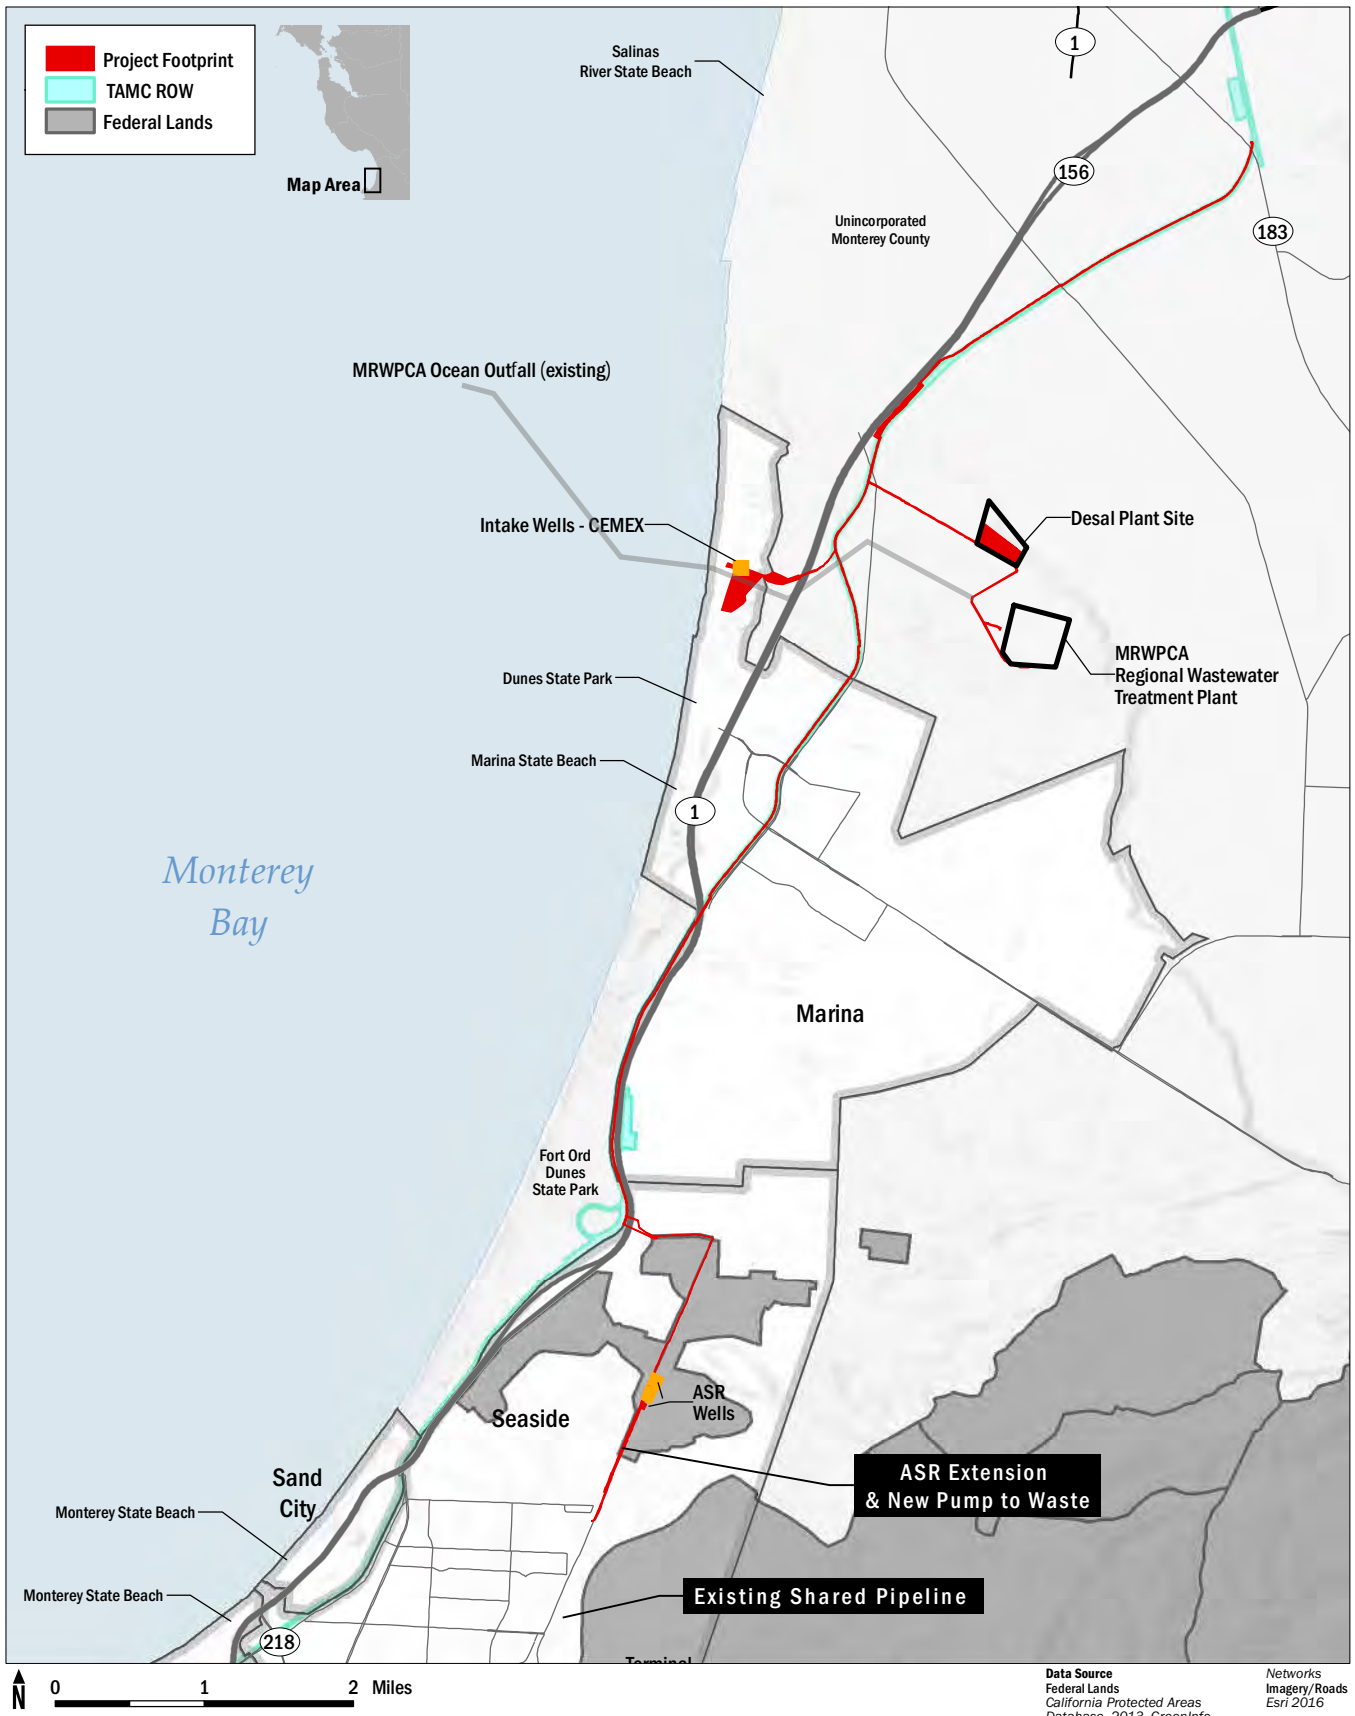 Project Footprint
TAMC ROW
Federal Lands
Map Area
Salinas
River State Beach
1
156
183
Unincorporated
Monterey County
MRWPCA Ocean Outfall (existing)
Intake Wells - CEMEX
Desal Plant Site
MRWPCA
Regional Wastewater
Treatment Plant
Dunes State Park
Marina State Beach
1
Monterey
Bay
Marina
Fort Ord
Dunes
State Park
ASR
Wells
Seaside
ASR Extension
& New Pump to Waste
Sand
City
Monterey State Beach
Existing Shared Pipeline
Monterey State Beach
218
Terminal
N
0 1 2 Miles
Data Source
Federal Lands
California Protected Areas
Database, 2013, GreenInfo
Networks
Imagery/Roads
Esri 2016